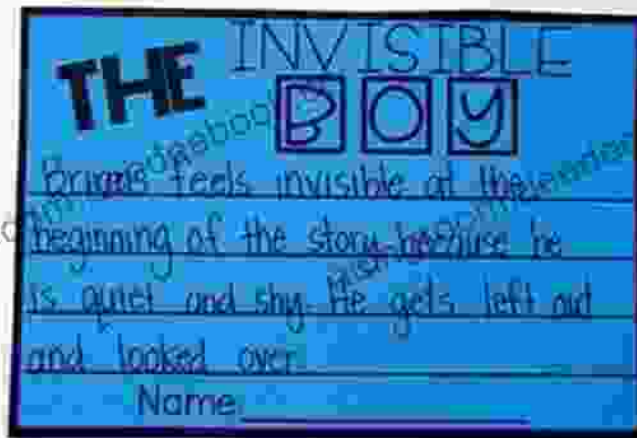 THE INVISIBLE
BOY
feels invisible at the
beginning of the story because he
is quiet and shy. He gets left out
and looked over.
Name